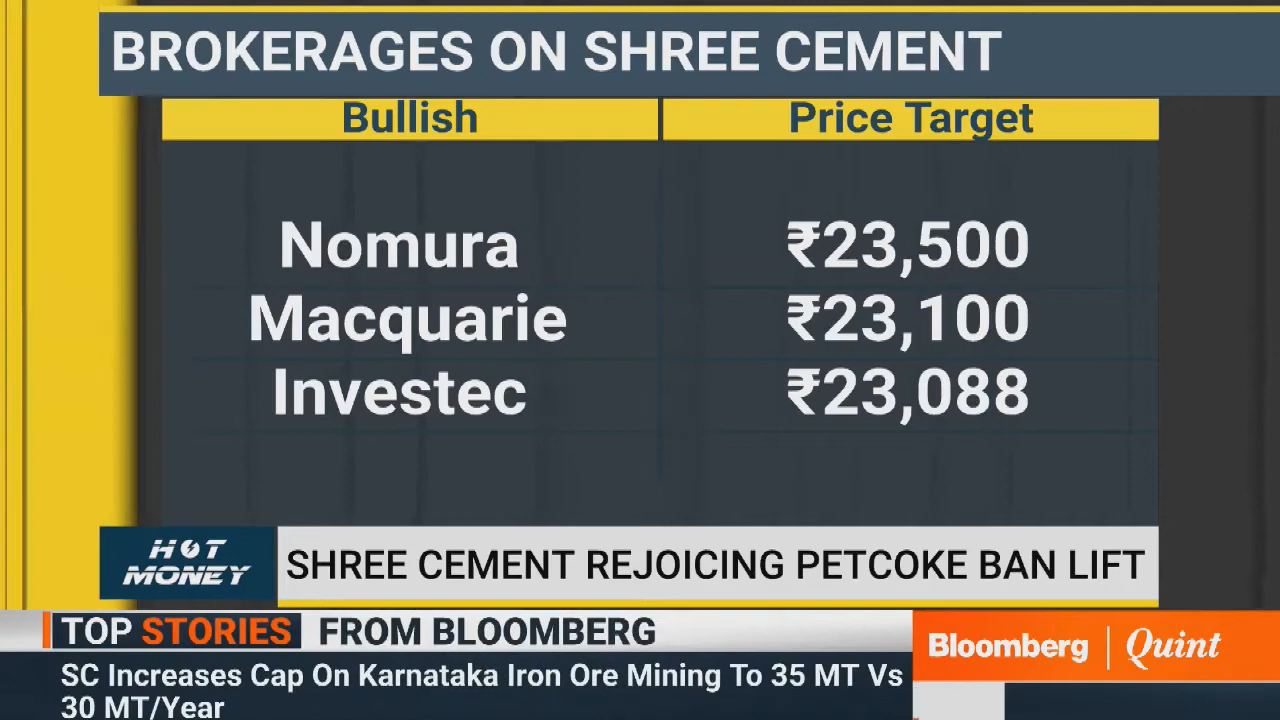 BROKERAGES ON SHREE CEMENT
Bullish Price Target
Nomura ₹23,500
Macquarie ₹23,100
Investec ₹23,088
HOT MONEY
SHREE CEMENT REJOICING PETCOKE BAN LIFT
TOP STORIES FROM BLOOMBERG
Bloomberg | Quint
SC Increases Cap On Karnataka Iron Ore Mining To 35 MT Vs
30 MT/Year